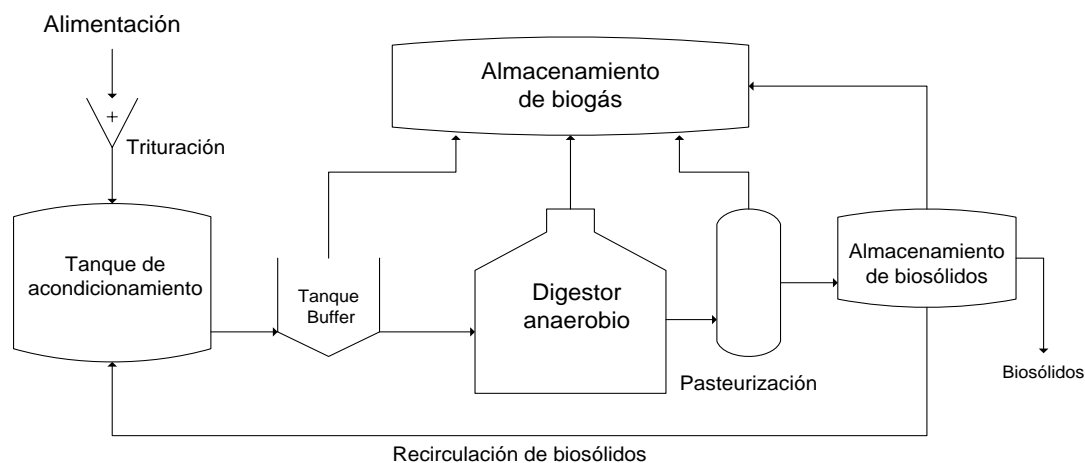 Alimentación
+
Trituración
Almacenamiento
de biogás
Tanque de
acondicionamiento
Tanque
Buffer
Digestor
anaerobio
Pasteurización
Almacenamiento
de biosólidos
Biosólidos
Recirculación de biosólidos